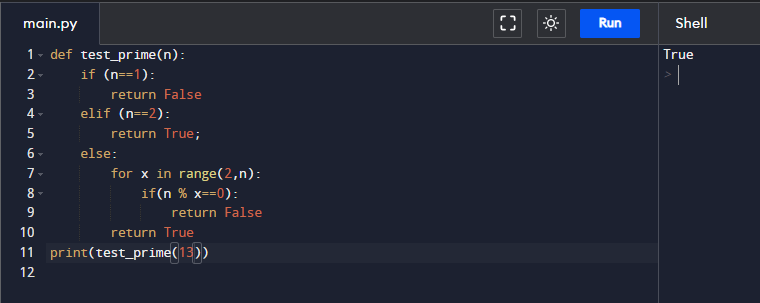 main.py Run Shell
1 def test_prime(n):
2     if (n==1):
3         return False
4     elif (n==2):
5         return True;
6     else:
7         for x in range(2,n):
8             if(n % x==0):
9                 return False
10         return True
11 print(test_prime(13))
12
True
>